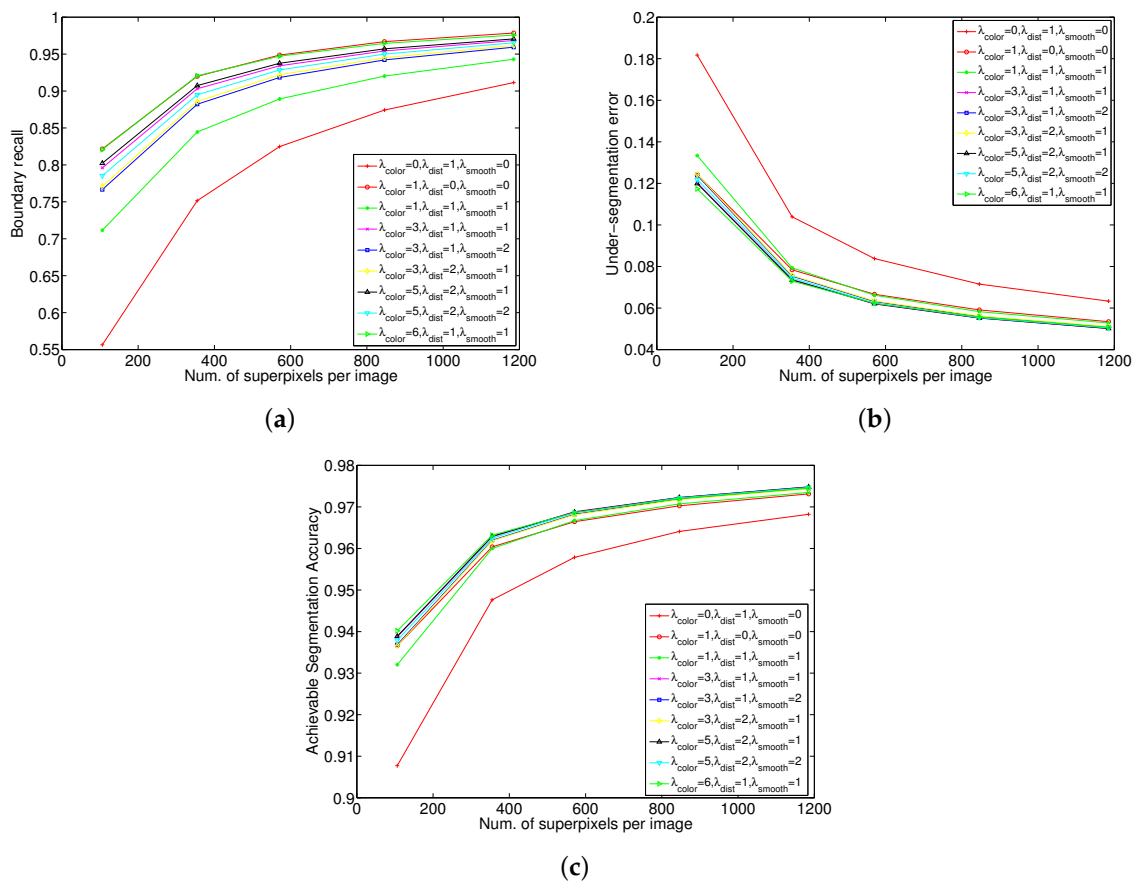 1
0.95
0.9
0.85
0.8
0.75
0.7
0.65
0.6
0.55
Boundary recall
λcolor=0,λdist=1,λsmooth=0
λcolor=1,λdist=0,λsmooth=0
λcolor=1,λdist=1,λsmooth=1
λcolor=3,λdist=1,λsmooth=1
λcolor=3,λdist=1,λsmooth=2
λcolor=3,λdist=2,λsmooth=1
λcolor=5,λdist=2,λsmooth=1
λcolor=5,λdist=2,λsmooth=2
λcolor=6,λdist=1,λsmooth=1
0 200 400 600 800 1000 1200
Num. of superpixels per image
(a)
0.2
0.18
0.16
0.14
0.12
0.1
0.08
0.06
0.04
Under−segmentation error
λcolor=0,λdist=1,λsmooth=0
λcolor=1,λdist=0,λsmooth=0
λcolor=1,λdist=1,λsmooth=1
λcolor=3,λdist=1,λsmooth=1
λcolor=3,λdist=1,λsmooth=2
λcolor=3,λdist=2,λsmooth=1
λcolor=5,λdist=2,λsmooth=1
λcolor=5,λdist=2,λsmooth=2
λcolor=6,λdist=1,λsmooth=1
0 200 400 600 800 1000 1200
Num. of superpixels per image
(b)
0.98
0.97
0.96
0.95
0.94
0.93
0.92
0.91
0.9
Achievable Segmentation Accuracy
λcolor=0,λdist=1,λsmooth=0
λcolor=1,λdist=0,λsmooth=0
λcolor=1,λdist=1,λsmooth=1
λcolor=3,λdist=1,λsmooth=1
λcolor=3,λdist=1,λsmooth=2
λcolor=3,λdist=2,λsmooth=1
λcolor=5,λdist=2,λsmooth=1
λcolor=5,λdist=2,λsmooth=2
λcolor=6,λdist=1,λsmooth=1
0 200 400 600 800 1000 1200
Num. of superpixels per image
(c)